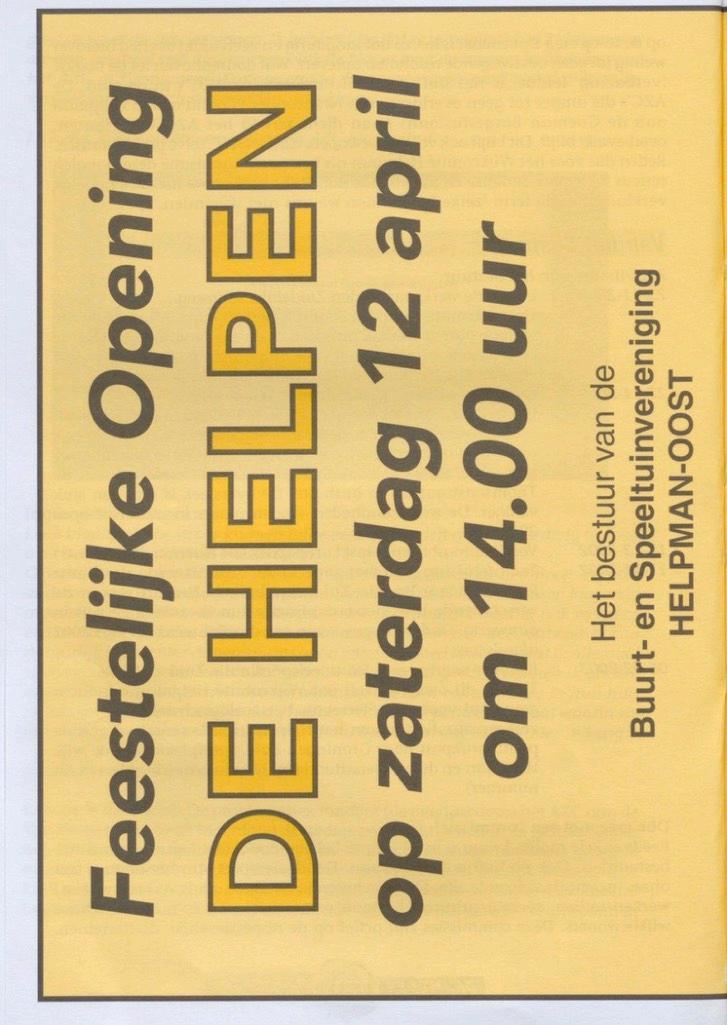 Feestelijke Opening
DE HELPEN
op zaterdag 12 april
om 14.00 uur
Het bestuur van de
Buurt- en Speeltuinvereniging
HELPMAN-OOST